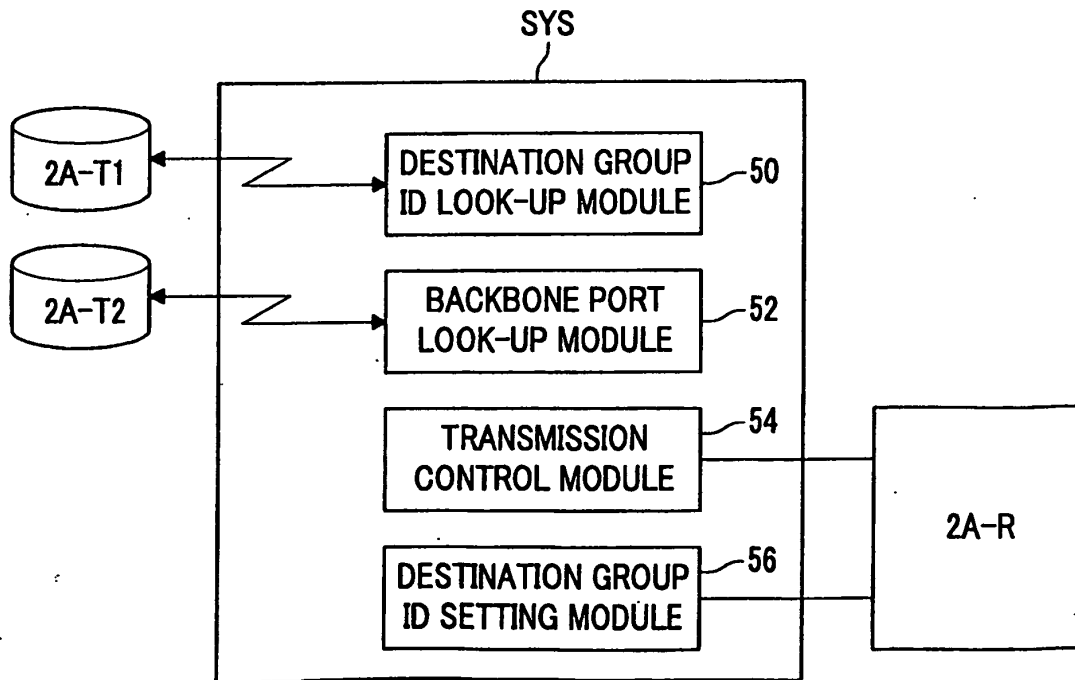 SYS
2A-T1
DESTINATION GROUP
ID LOOK-UP MODULE
50
2A-T2
BACKBONE PORT
LOOK-UP MODULE
52
TRANSMISSION
CONTROL MODULE
54
2A-R
DESTINATION GROUP
ID SETTING MODULE
56